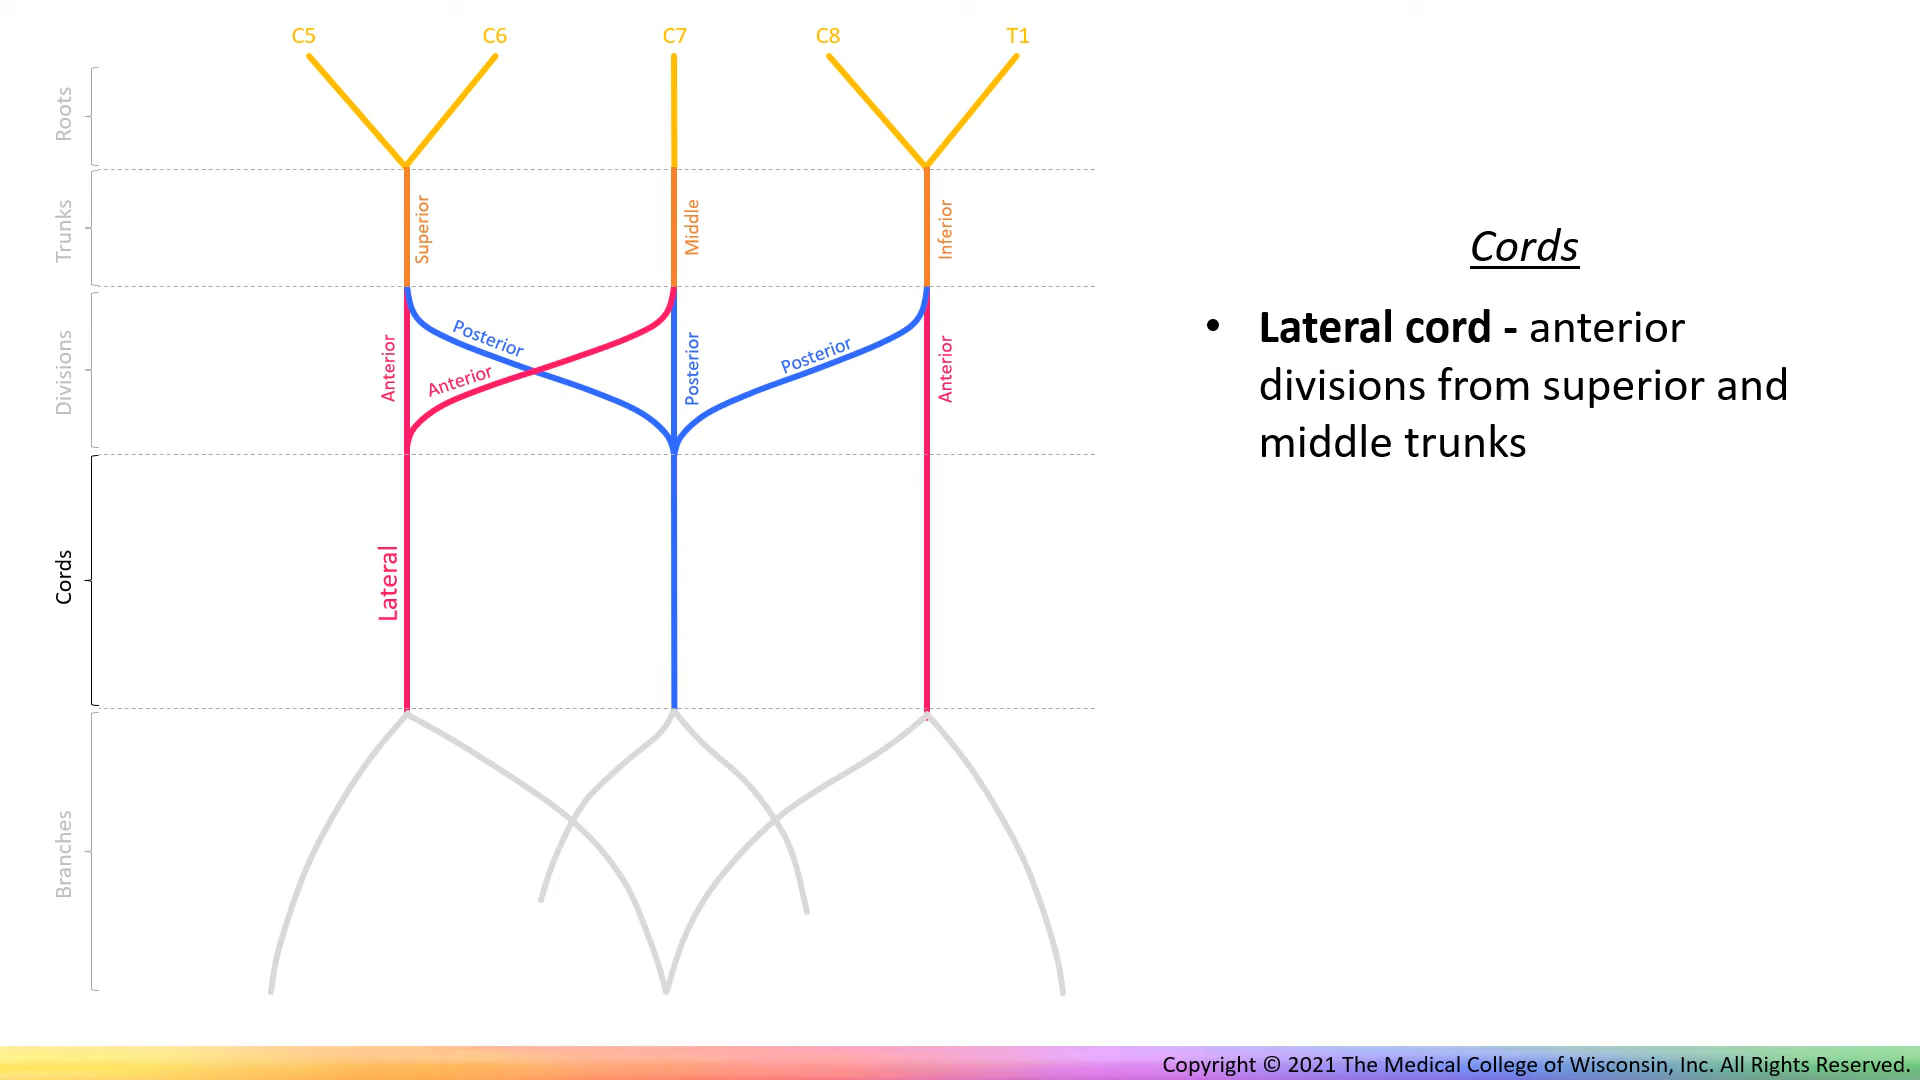 C5 C6 C7 C8 T1
Roots
Trunks
Superior
Middle
Inferior
Divisions
Anterior
Posterior
Anterior
Posterior
Posterior
Anterior
Cords
Lateral
Branches
Cords
• Lateral cord - anterior
divisions from superior and
middle trunks
Copyright © 2021 The Medical College of Wisconsin, Inc. All Rights Reserved.